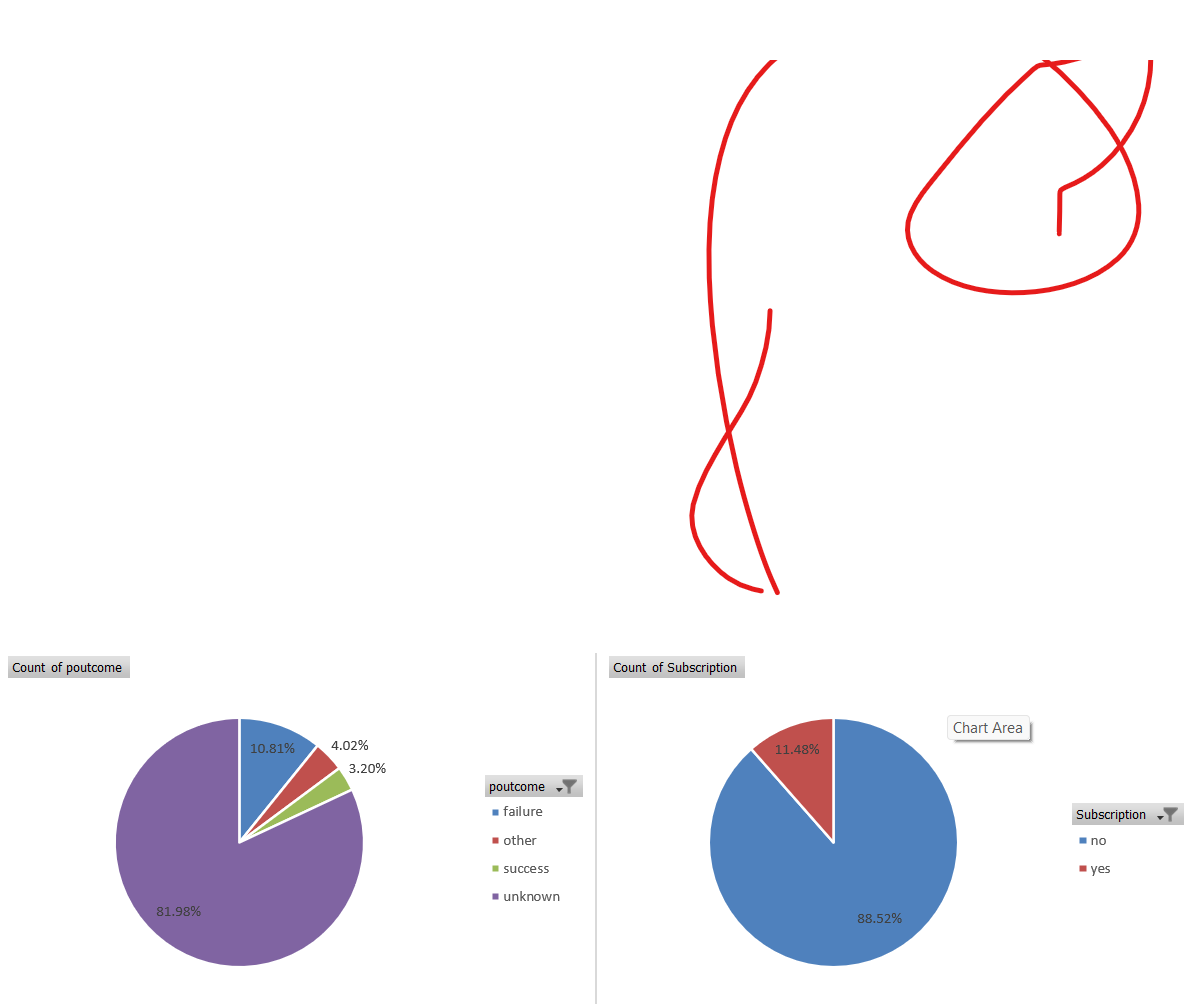 Count of poutcome
10.81%
4.02%
3.20%
81.98%
poutcome
failure
other
success
unknown
Count of Subscription
Chart Area
11.48%
88.52%
Subscription
no
yes